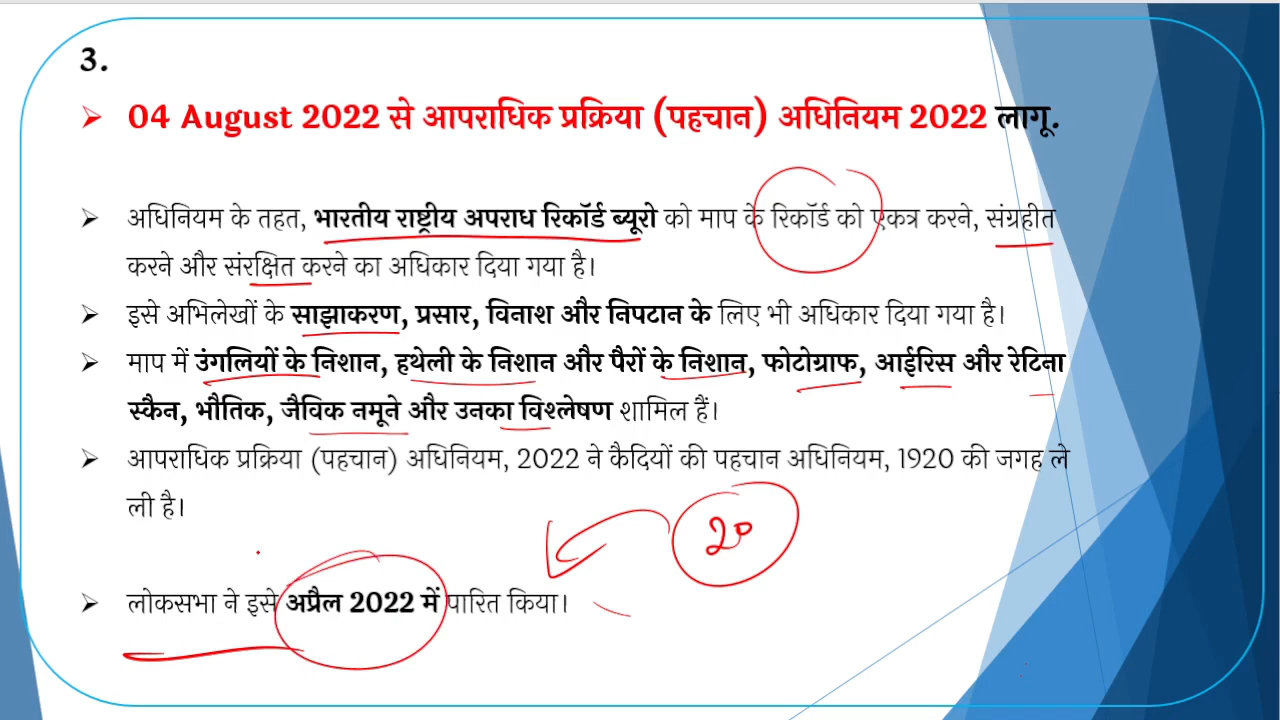 3.
➢ 04 August 2022 से आपराधिक प्रक्रिया (पहचान) अधिनियम 2022 लागू.
➢ अधिनियम के तहत, भारतीय राष्ट्रीय अपराध रिकॉर्ड ब्यूरो को माप के रिकॉर्ड को एकत्र करने, संग्रहीत
करने और संरक्षित करने का अधिकार दिया गया है।
➢ इसे अभिलेखों के साझाकरण, प्रसार, विनाश और निपटान के लिए भी अधिकार दिया गया है।
➢ माप में उंगलियों के निशान, हथेली के निशान और पैरों के निशान, फोटोग्राफ, आईरिस और रेटिना
स्कैन, भौतिक, जैविक नमूने और उनका विश्लेषण शामिल हैं।
➢ आपराधिक प्रक्रिया (पहचान) अधिनियम, 2022 ने कैदियों की पहचान अधिनियम, 1920 की जगह ले
ली है।
20
➢ लोकसभा ने इसे अप्रैल 2022 में पारित किया।